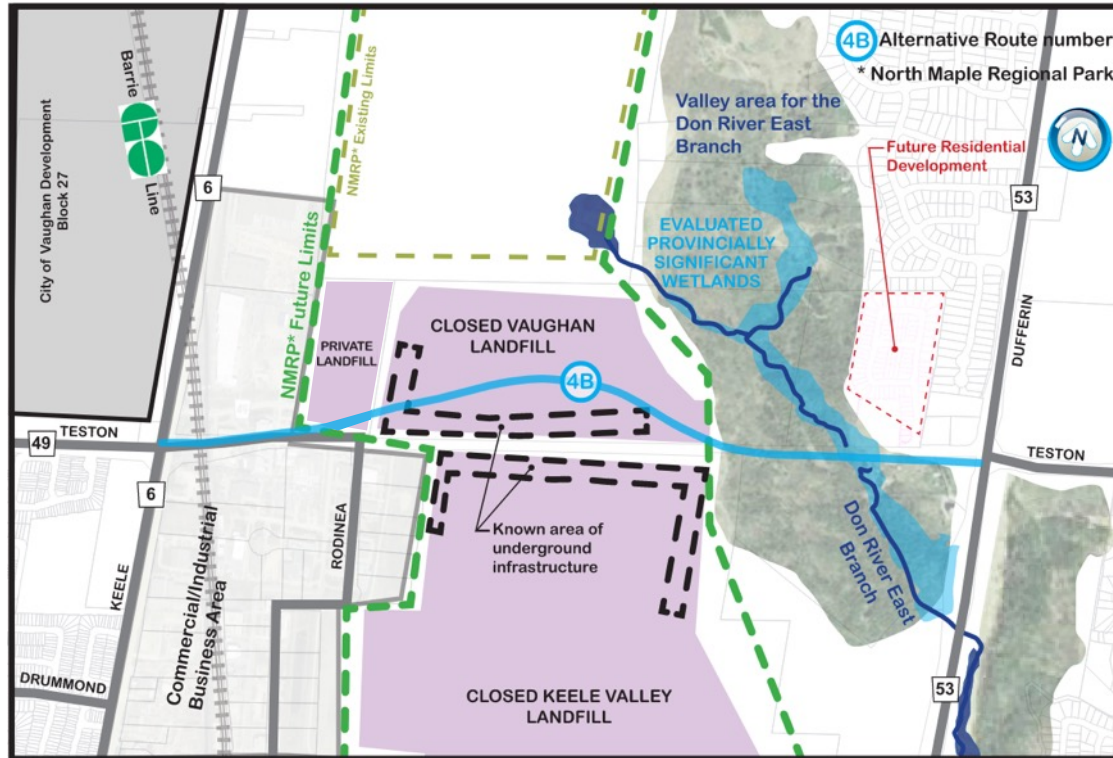 4B Alternative Route number
* North Maple Regional Park
N
City of Vaughan Development
Block 27
Barrie
GO
Line
6
NMRP* Existing Limits
NMRP* Future Limits
Valley area for the
Don River East
Branch
Future Residential
Development
53
EVALUATED
PROVINCIALLY
SIGNIFICANT
WETLANDS
DUFFERIN
PRIVATE
LANDFILL
CLOSED VAUGHAN
LANDFILL
4B
49
TESTON
TESTON
6
KEELE
Commercial/Industrial
Business Area
RODINEA
Known area of
underground
infrastructure
Don River East
Branch
DRUMMOND
CLOSED KEELE VALLEY
LANDFILL
53